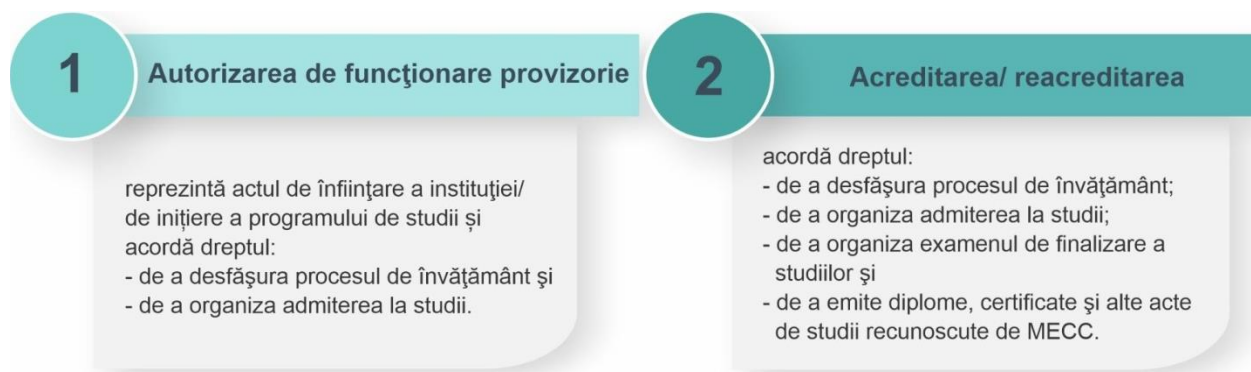 1
Autorizarea de funcţionare provizorie
reprezintă actul de înfiinţare a instituţiei/
de inițiere a programului de studii și
acordă dreptul:
- de a desfăşura procesul de învăţământ şi
- de a organiza admiterea la studii.
2
Acreditarea/ reacreditarea
acordă dreptul:
- de a desfăşura procesul de învăţământ;
- de a organiza admiterea la studii;
- de a organiza examenul de finalizare a
studiilor şi
- de a emite diplome, certificate şi alte acte
de studii recunoscute de MECC.